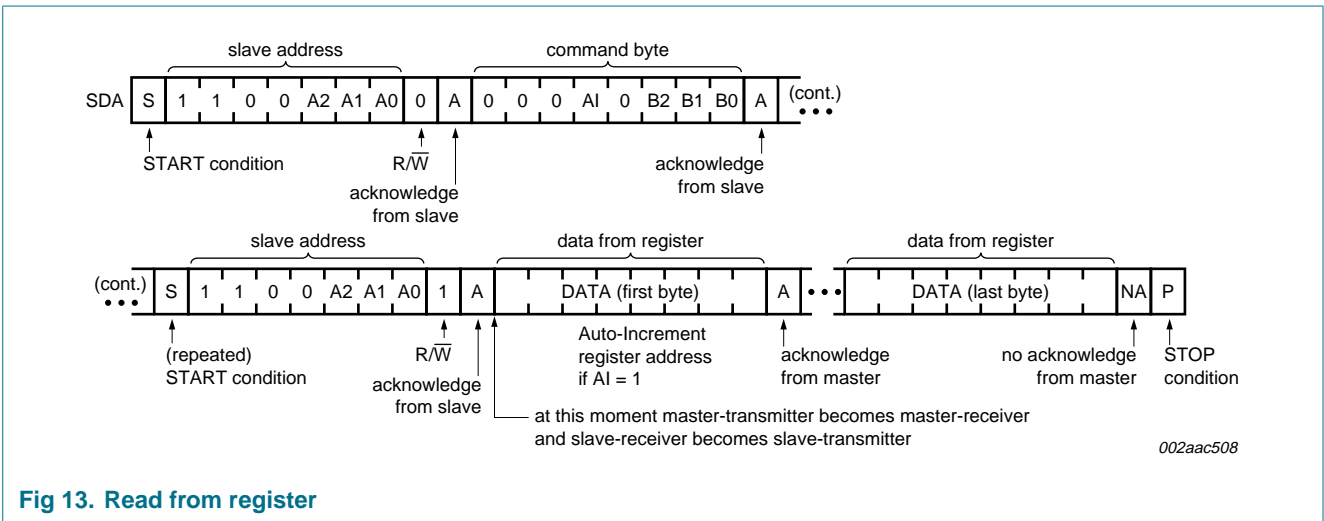 slave address command byte
SDA S 1 1 0 0 A2 A1 A0 0 A 0 0 0 AI 0 B2 B1 B0 A (cont.)
START condition R/W̅ acknowledge
from slave
acknowledge
from slave
slave address data from register data from register
(cont.) S 1 1 0 0 A2 A1 A0 1 A DATA (first byte) A DATA (last byte) NA P
(repeated)
START condition
R/W̅
acknowledge
from slave
Auto-Increment
register address
if AI = 1
acknowledge
from master
no acknowledge
from master
STOP
condition
at this moment master-transmitter becomes master-receiver
and slave-receiver becomes slave-transmitter
002aac508
Fig 13. Read from register